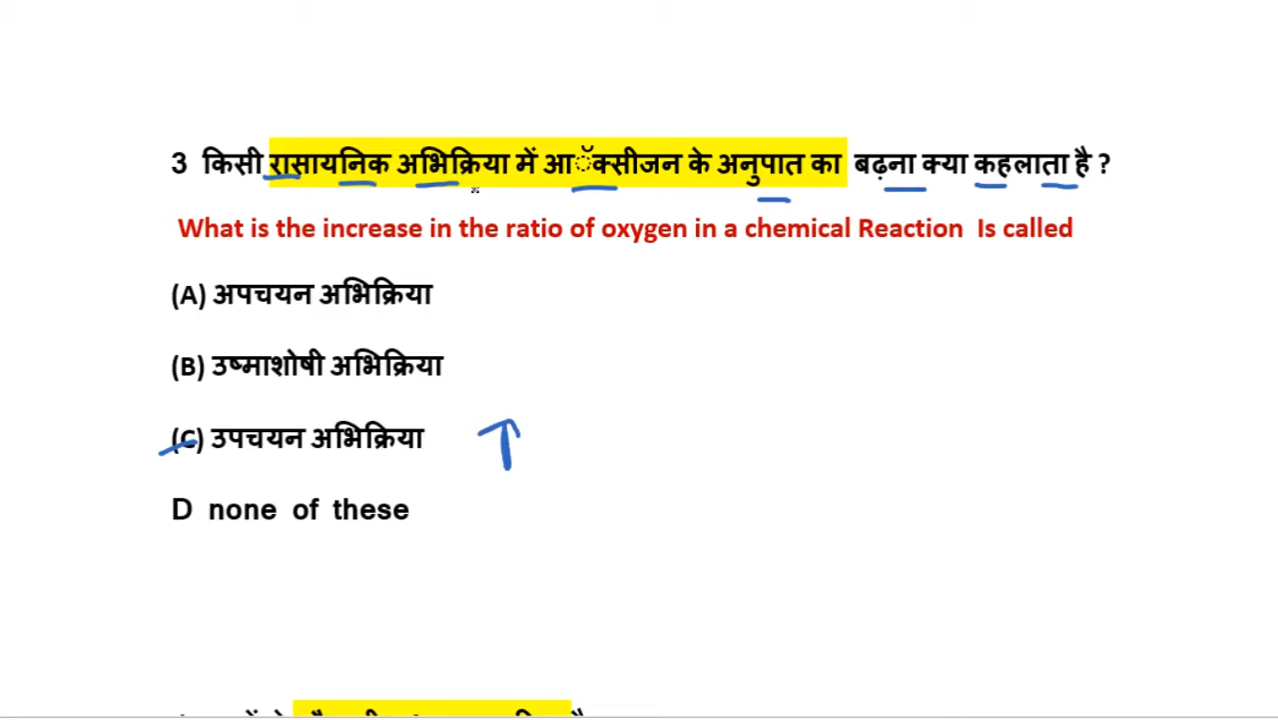 3 किसी रासायनिक अभिक्रिया में आॅक्सीजन के अनुपात का बढ़ना क्या कहलाता है ?
What is the increase in the ratio of oxygen in a chemical Reaction Is called
(A) अपचयन अभिक्रिया
(B) उष्माशोषी अभिक्रिया
(C) उपचयन अभिक्रिया
D none of these